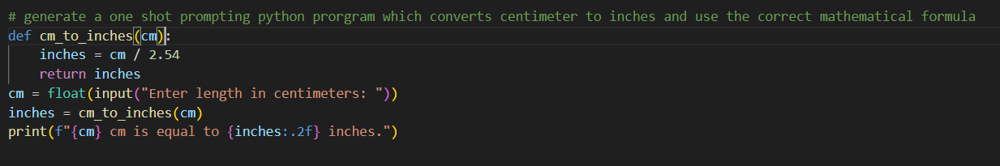 # generate a one shot prompting python prorgram which converts centimeter to inches and use the correct mathematical formula
def cm_to_inches(cm):
    inches = cm / 2.54
    return inches
cm = float(input("Enter length in centimeters: "))
inches = cm_to_inches(cm)
print(f"{cm} cm is equal to {inches:.2f} inches.")